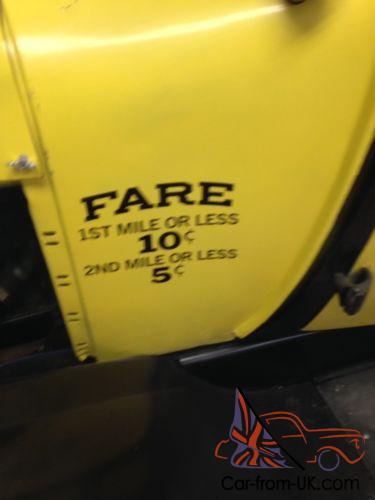 FARE
1ST MILE OR LESS
10¢
2ND MILE OR LESS
5¢
Car-from-UK.com